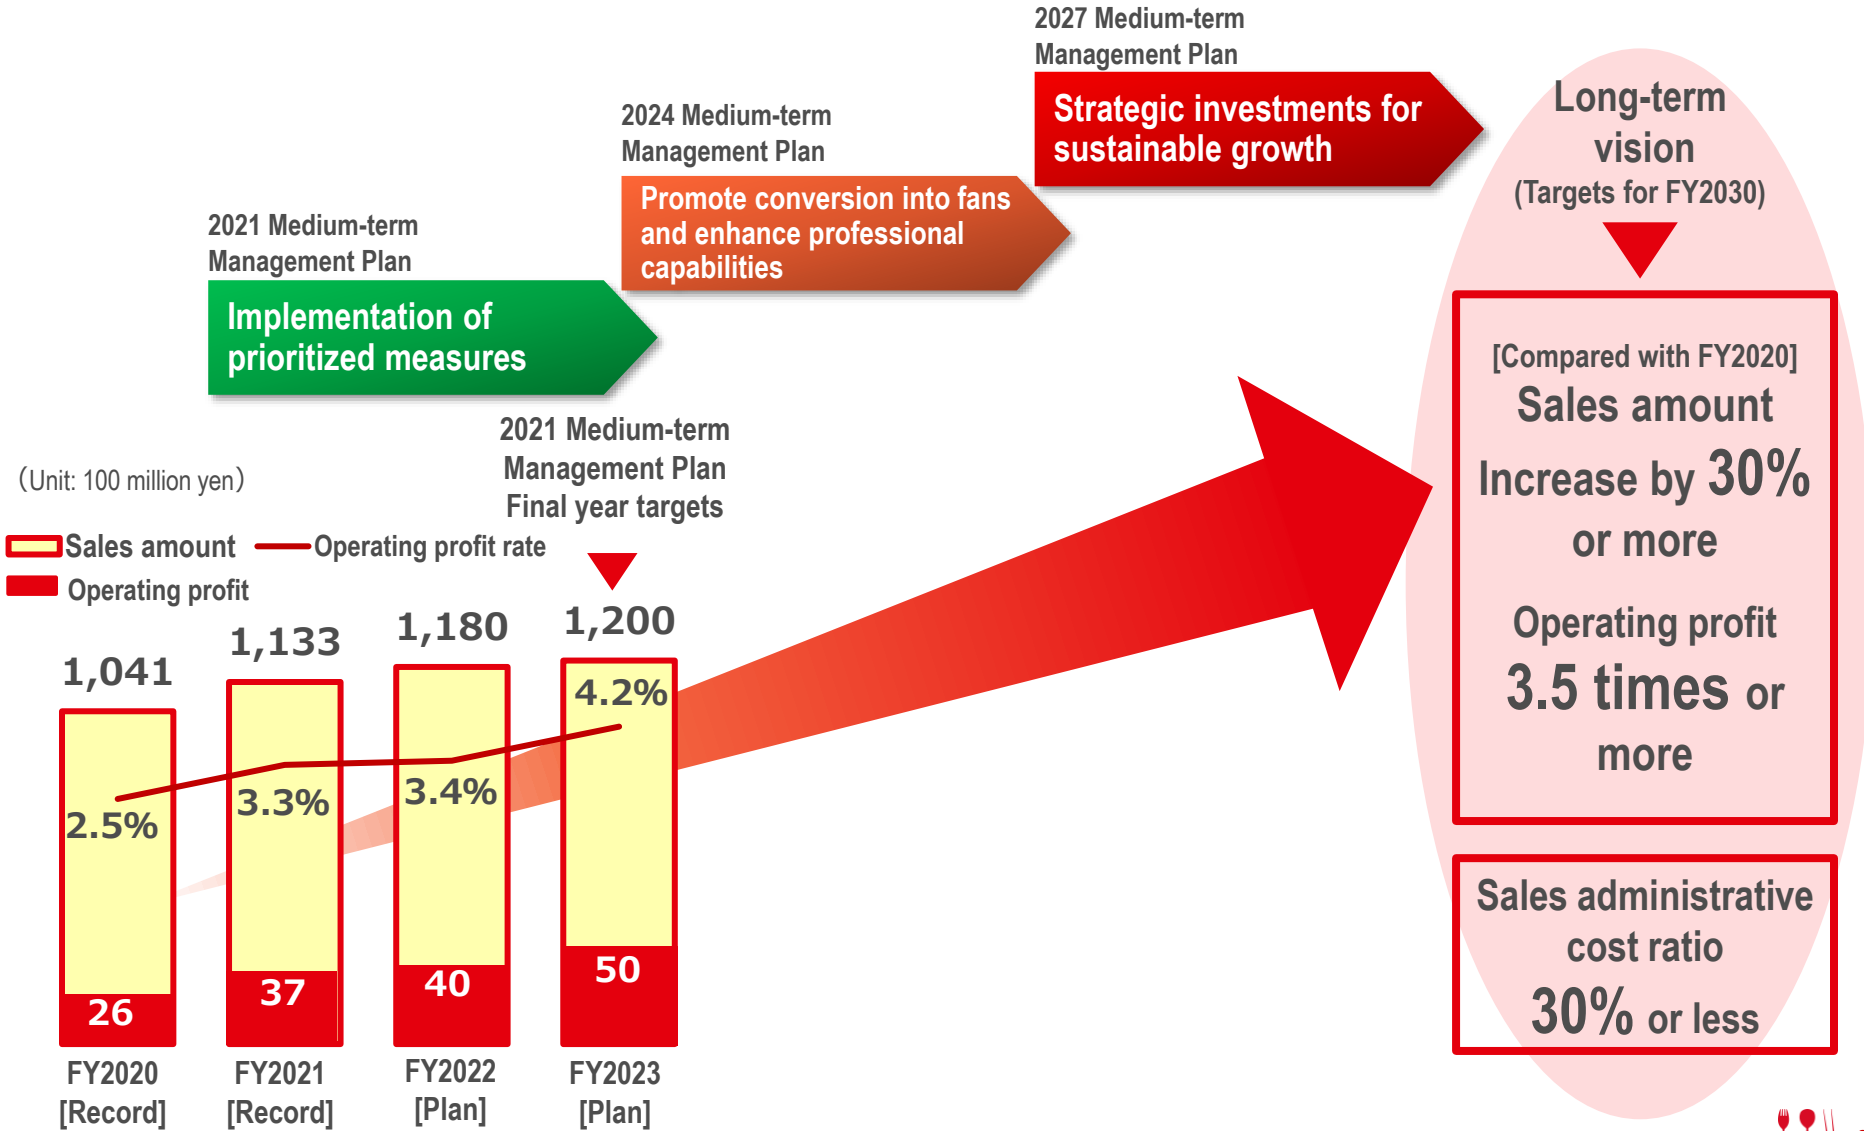 2027 Medium-term
Management Plan
Strategic investments for
sustainable growth
2024 Medium-term
Management Plan
Promote conversion into fans
and enhance professional
capabilities
2021 Medium-term
Management Plan
Implementation of
prioritized measures
2021 Medium-term
Management Plan
Final year targets
(Unit: 100 million yen)
Sales amount
Operating profit rate
Operating profit
1,041
1,133
1,180
1,200
2.5%
3.3%
3.4%
4.2%
26
37
40
50
FY2020
[Record]
FY2021
[Record]
FY2022
[Plan]
FY2023
[Plan]
Long-term
vision
(Targets for FY2030)
[Compared with FY2020]
Sales amount
Increase by 30%
or more
Operating profit
3.5 times or
more
Sales administrative
cost ratio
30% or less